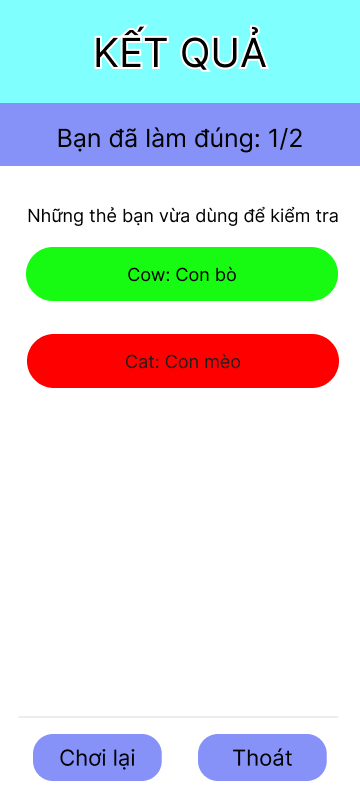 KẾT QUẢ
Bạn đã làm đúng: 1/2
Những thẻ bạn vừa dùng để kiểm tra
Cow: Con bò
Cat: Con mèo
Chơi lại
Thoát